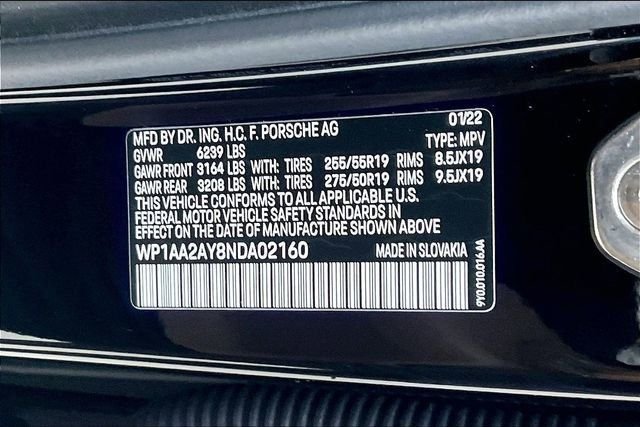 01/22
MFD BY DR. ING. H.C. F. PORSCHE AG
GVWR 6239 LBS TYPE: MPV
GAWR FRONT 3164 LBS WITH: TIRES 255/55R19 RIMS 8.5JX19
GAWR REAR 3208 LBS WITH: TIRES 275/50R19 RIMS 9.5JX19
THIS VEHICLE CONFORMS TO ALL APPLICABLE U.S.
FEDERAL MOTOR VEHICLE SAFETY STANDARDS IN
EFFECT ON THE DATE OF MANUFACTURE SHOWN ABOVE
WP1AA2AY8NDA02160 MADE IN SLOVAKIA
9Y0.010.016.AA